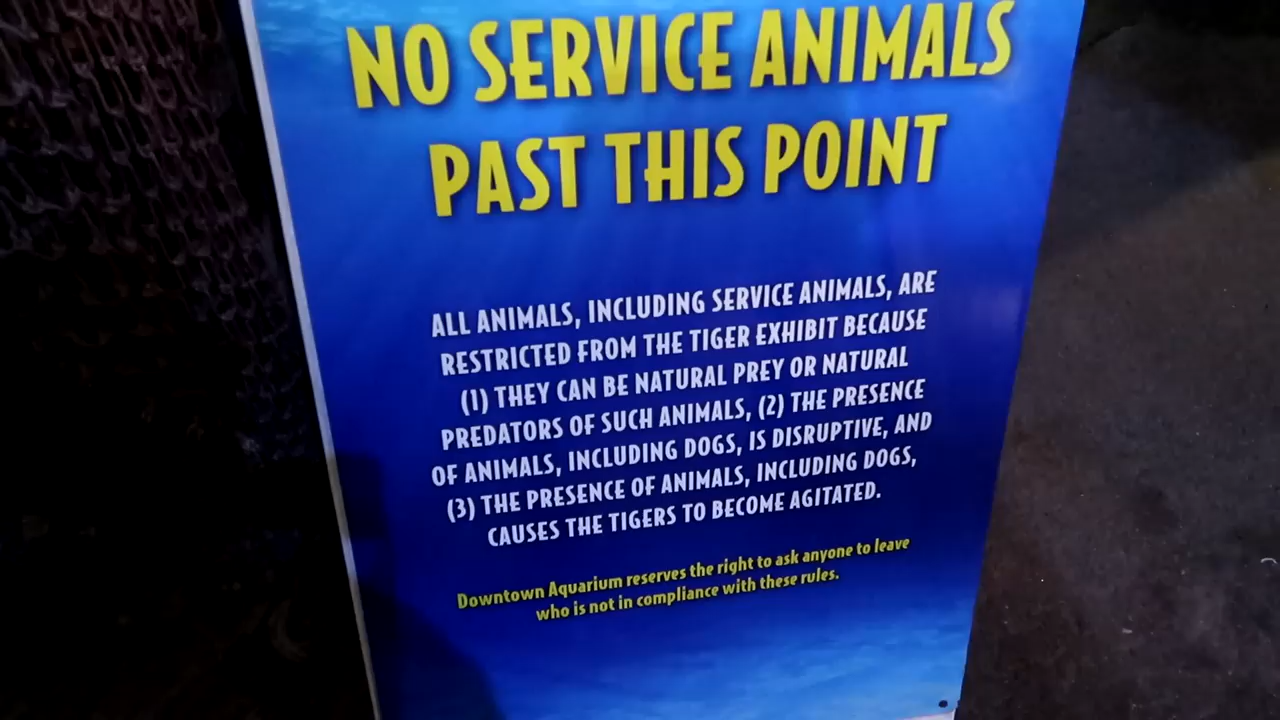 NO SERVICE ANIMALS
PAST THIS POINT
ALL ANIMALS, INCLUDING SERVICE ANIMALS, ARE
RESTRICTED FROM THE TIGER EXHIBIT BECAUSE
(1) THEY CAN BE NATURAL PREY OR NATURAL
PREDATORS OF SUCH ANIMALS, (2) THE PRESENCE
OF ANIMALS, INCLUDING DOGS, IS DISRUPTIVE, AND
(3) THE PRESENCE OF ANIMALS, INCLUDING DOGS,
CAUSES THE TIGERS TO BECOME AGITATED.
Downtown Aquarium reserves the right to ask anyone to leave
who is not in compliance with these rules.